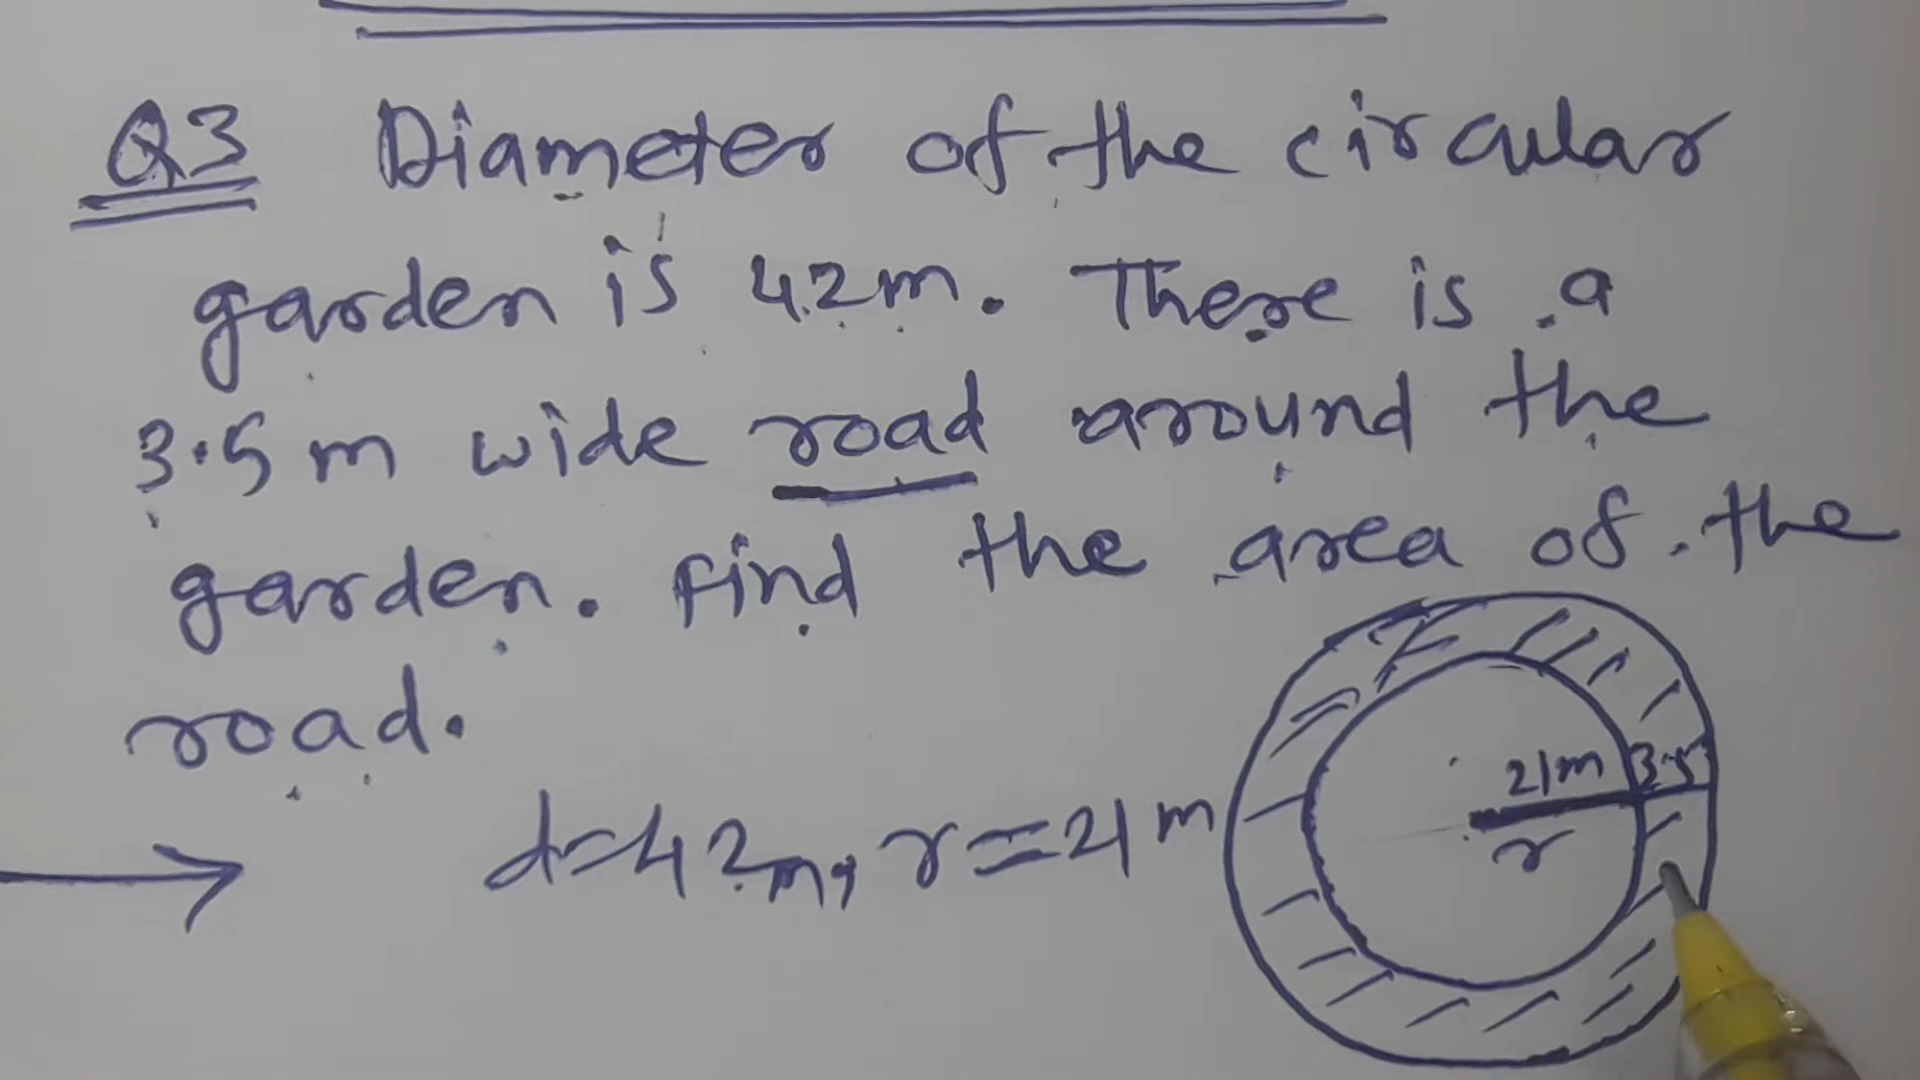 Q3 Diameter of the circular
garden is 42m. There is a
3.5 m wide road around the
garden. Find the area of the
road.
21m 3.5
r
d=42m, r=21m